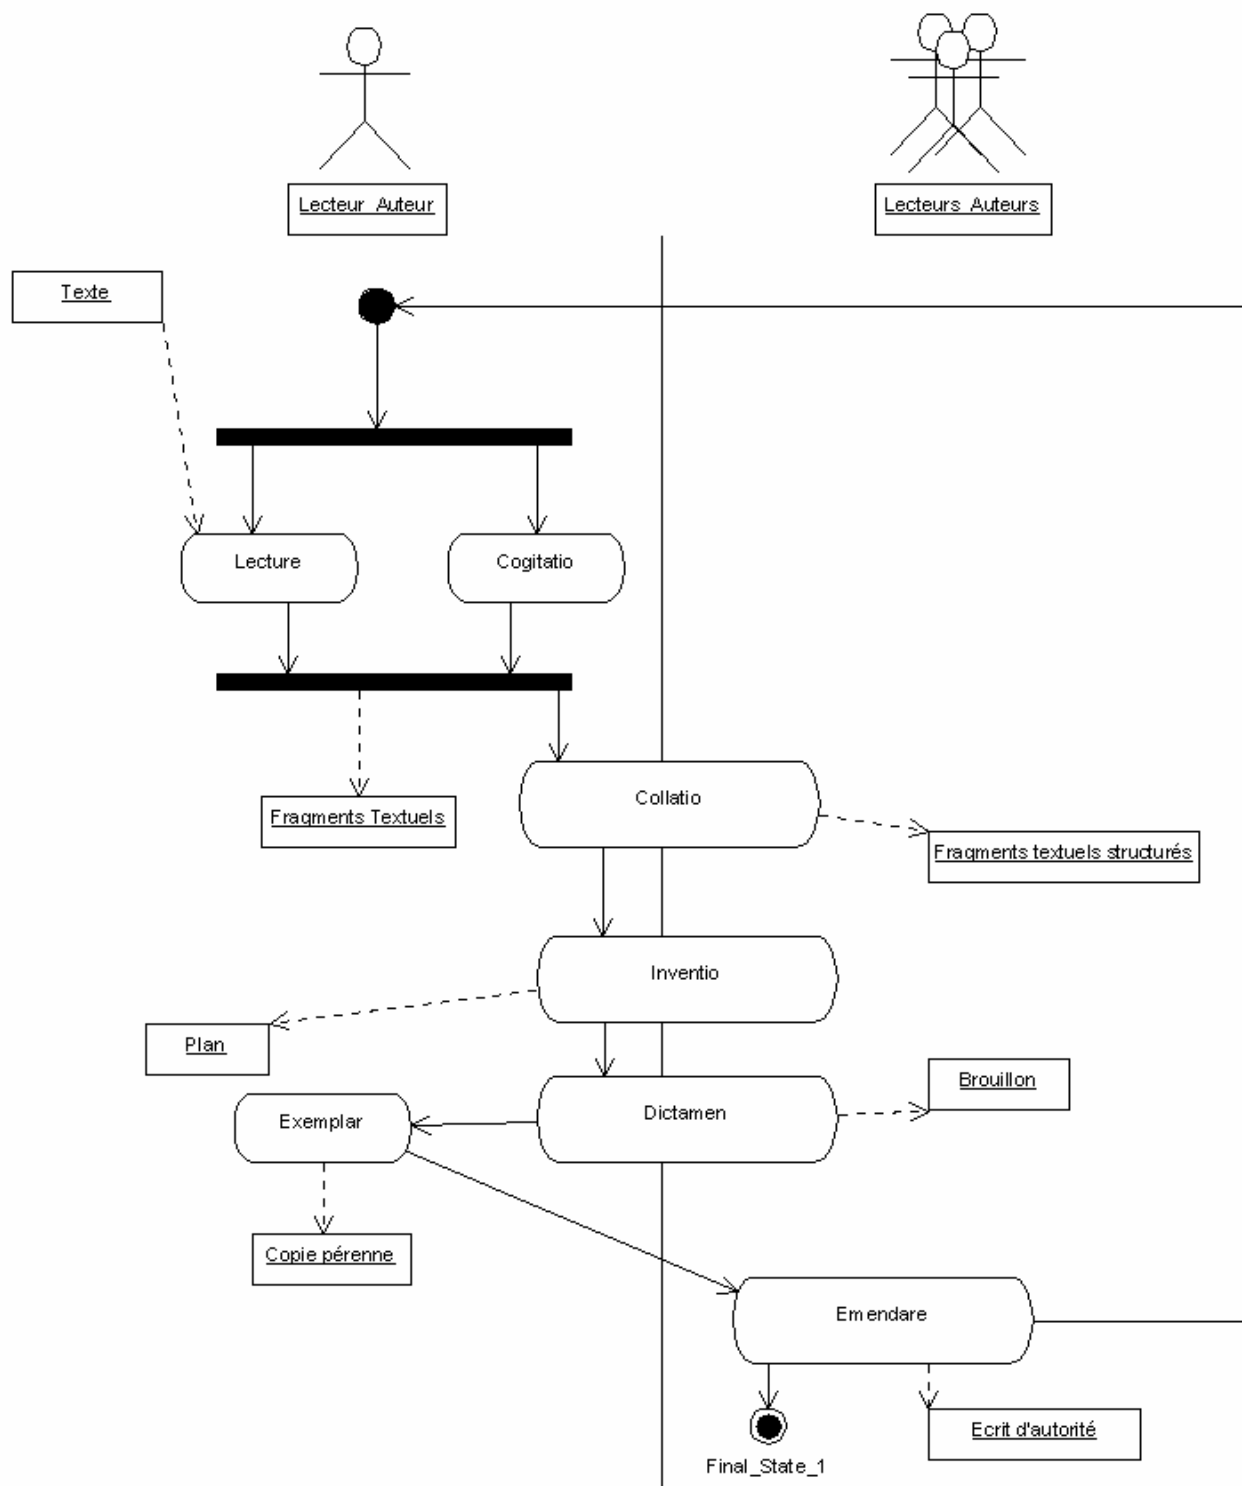 Lecteur_Auteur
Lecteurs_Auteurs
Texte
Lecture
Cogitatio
Collatio
Fragments Textuels
Fragments textuels structurés
Inventio
Plan
Brouillon
Dictamen
Exemplar
Copie pérenne
Emendare
Ecrit d'autorité
Final_State_1